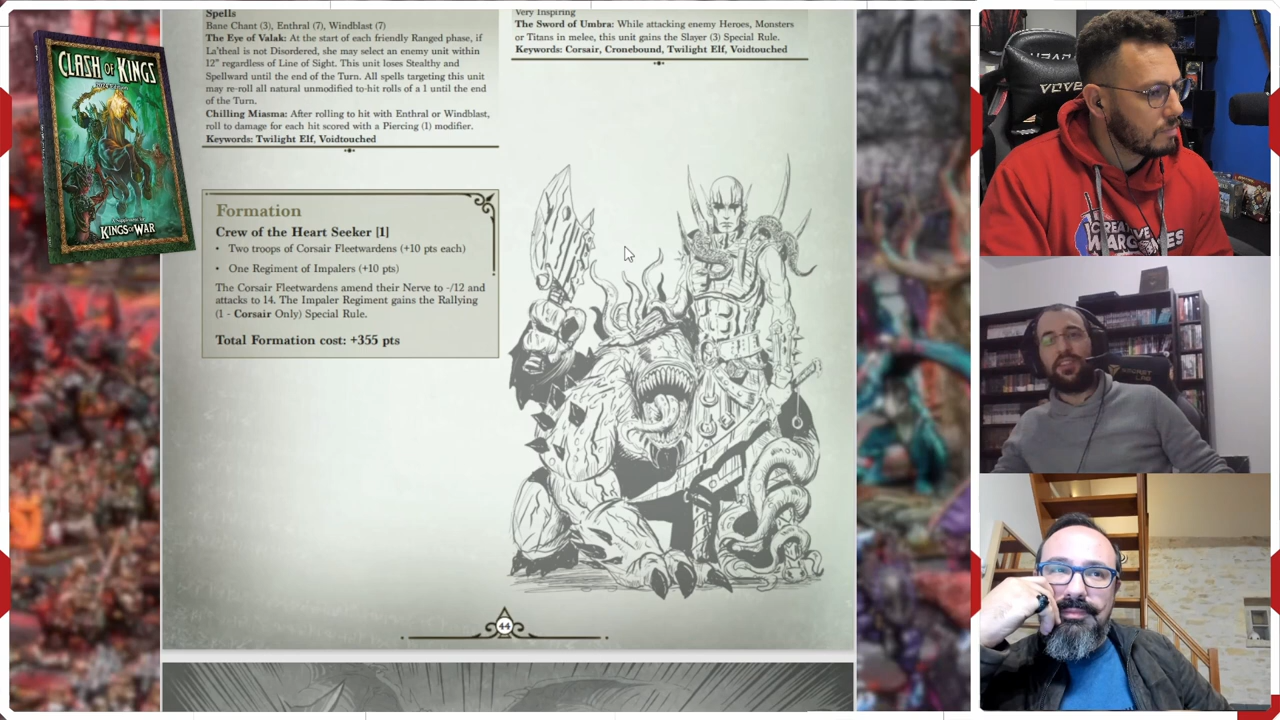 CLASH OF KINGS
KINGS OF WAR
Spells
Bane Chant (3), Enthral (7), Windblast (7)
The Eye of Valak: At the start of each friendly Ranged phase, if
La'theal is not Disordered, she may select an enemy unit within
12" regardless of Line of Sight. This unit loses Stealthy and
Spellward until the end of the Turn. All spells targeting this unit
may re-roll all natural unmodified to-hit rolls of a 1 until the end
of the Turn.
Chilling Miasma: After rolling to hit with Enthral or Windblast,
roll to damage for each hit scored with a Piercing (1) modifier.
Keywords: Twilight Elf, Voidtouched
Very Inspiring
The Sword of Umbra: While attacking enemy Heroes, Monsters
or Titans in melee, this unit gains the Slayer (3) Special Rule.
Keywords: Corsair, Cronebound, Twilight Elf, Voidtouched
Formation
Crew of the Heart Seeker [1]
• Two troops of Corsair Fleetwardens (+10 pts each)
• One Regiment of Impalers (+10 pts)
The Corsair Fleetwardens amend their Nerve to -/12 and
attacks to 14. The Impaler Regiment gains the Rallying
(1 - Corsair Only) Special Rule.
Total Formation cost: +355 pts
44
CREATIVE
WARGAMES